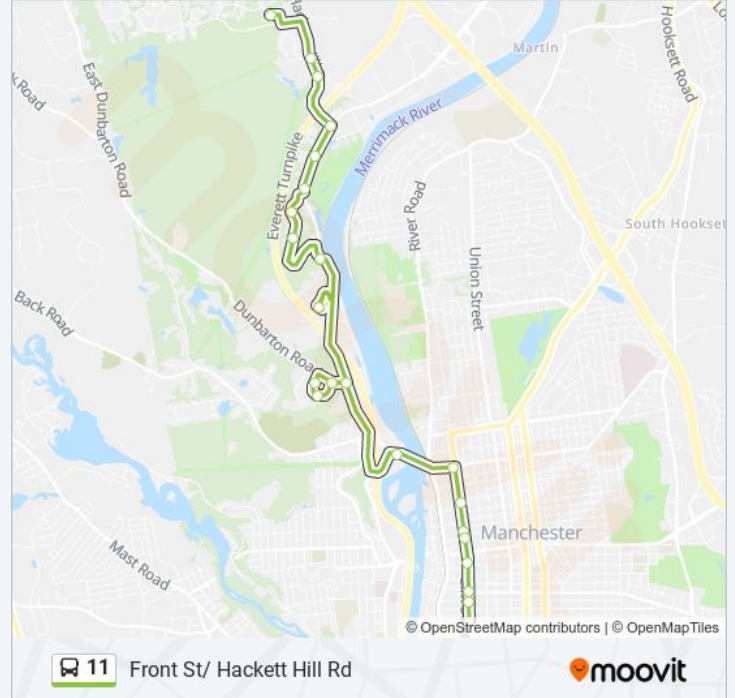 Martin
Hooksett Road
East Dunbarton Road
Road
Merrimack River
Everett Turnpike
River Road
Union Street
South Hookset
Back Road
Dunbarton Roa
Manchester
Mast Road
© OpenStreetMap contributors | © OpenMapTiles
11 Front St/ Hackett Hill Rd
moovit